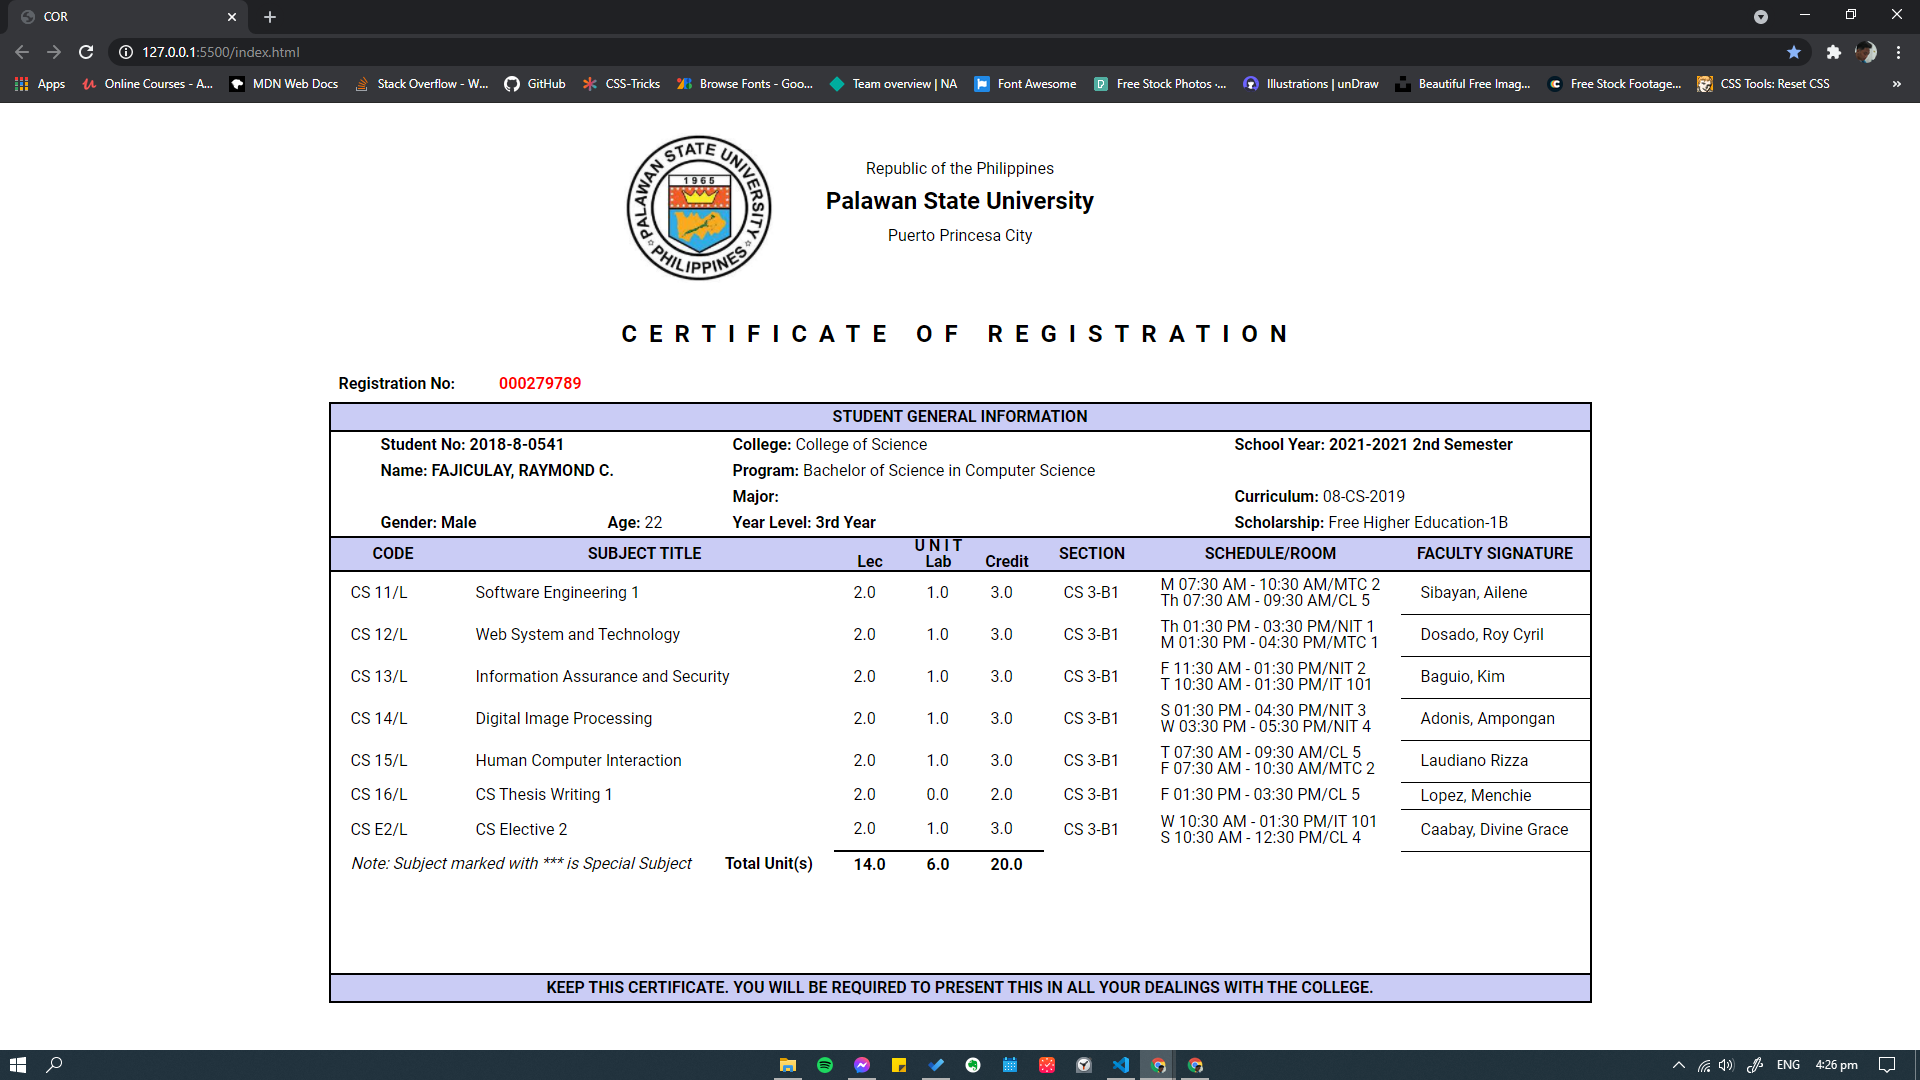 COR
127.0.0.1:5500/index.html
Apps
Online Courses - A...
MDN Web Docs
Stack Overflow - W...
GitHub
CSS-Tricks
Browse Fonts - Goo...
Team overview | NA
Font Awesome
Free Stock Photos -...
Illustrations | unDraw
Beautiful Free Imag...
Free Stock Footage...
CSS Tools: Reset CSS
»
PALAWAN STATE UNIVERSITY
1965
PHILIPPINES
Republic of the Philippines
Palawan State University
Puerto Princesa City
CERTIFICATE OF REGISTRATION
Registration No: 000279789
STUDENT GENERAL INFORMATION
Student No: 2018-8-0541 College: College of Science School Year: 2021-2021 2nd Semester
Name: FAJICULAY, RAYMOND C. Program: Bachelor of Science in Computer Science
Major: Curriculum: 08-CS-2019
Gender: Male Age: 22 Year Level: 3rd Year Scholarship: Free Higher Education-1B
CODE SUBJECT TITLE UNIT SECTION SCHEDULE/ROOM FACULTY SIGNATURE
Lec Lab Credit
CS 11/L Software Engineering 1 2.0 1.0 3.0 CS 3-B1 M 07:30 AM - 10:30 AM/MTC 2 Sibayan, Ailene
Th 07:30 AM - 09:30 AM/CL 5
CS 12/L Web System and Technology 2.0 1.0 3.0 CS 3-B1 Th 01:30 PM - 03:30 PM/NIT 1 Dosado, Roy Cyril
M 01:30 PM - 04:30 PM/MTC 1
CS 13/L Information Assurance and Security 2.0 1.0 3.0 CS 3-B1 F 11:30 AM - 01:30 PM/NIT 2 Baguio, Kim
T 10:30 AM - 01:30 PM/IT 101
CS 14/L Digital Image Processing 2.0 1.0 3.0 CS 3-B1 S 01:30 PM - 04:30 PM/NIT 3 Adonis, Ampongan
W 03:30 PM - 05:30 PM/NIT 4
CS 15/L Human Computer Interaction 2.0 1.0 3.0 CS 3-B1 T 07:30 AM - 09:30 AM/CL 5 Laudiano Rizza
F 07:30 AM - 10:30 AM/MTC 2
CS 16/L CS Thesis Writing 1 2.0 0.0 2.0 CS 3-B1 F 01:30 PM - 03:30 PM/CL 5 Lopez, Menchie
CS E2/L CS Elective 2 2.0 1.0 3.0 CS 3-B1 W 10:30 AM - 01:30 PM/IT 101 Caabay, Divine Grace
S 10:30 AM - 12:30 PM/CL 4
Note: Subject marked with *** is Special Subject Total Unit(s) 14.0 6.0 20.0
KEEP THIS CERTIFICATE. YOU WILL BE REQUIRED TO PRESENT THIS IN ALL YOUR DEALINGS WITH THE COLLEGE.
ENG 4:26 pm